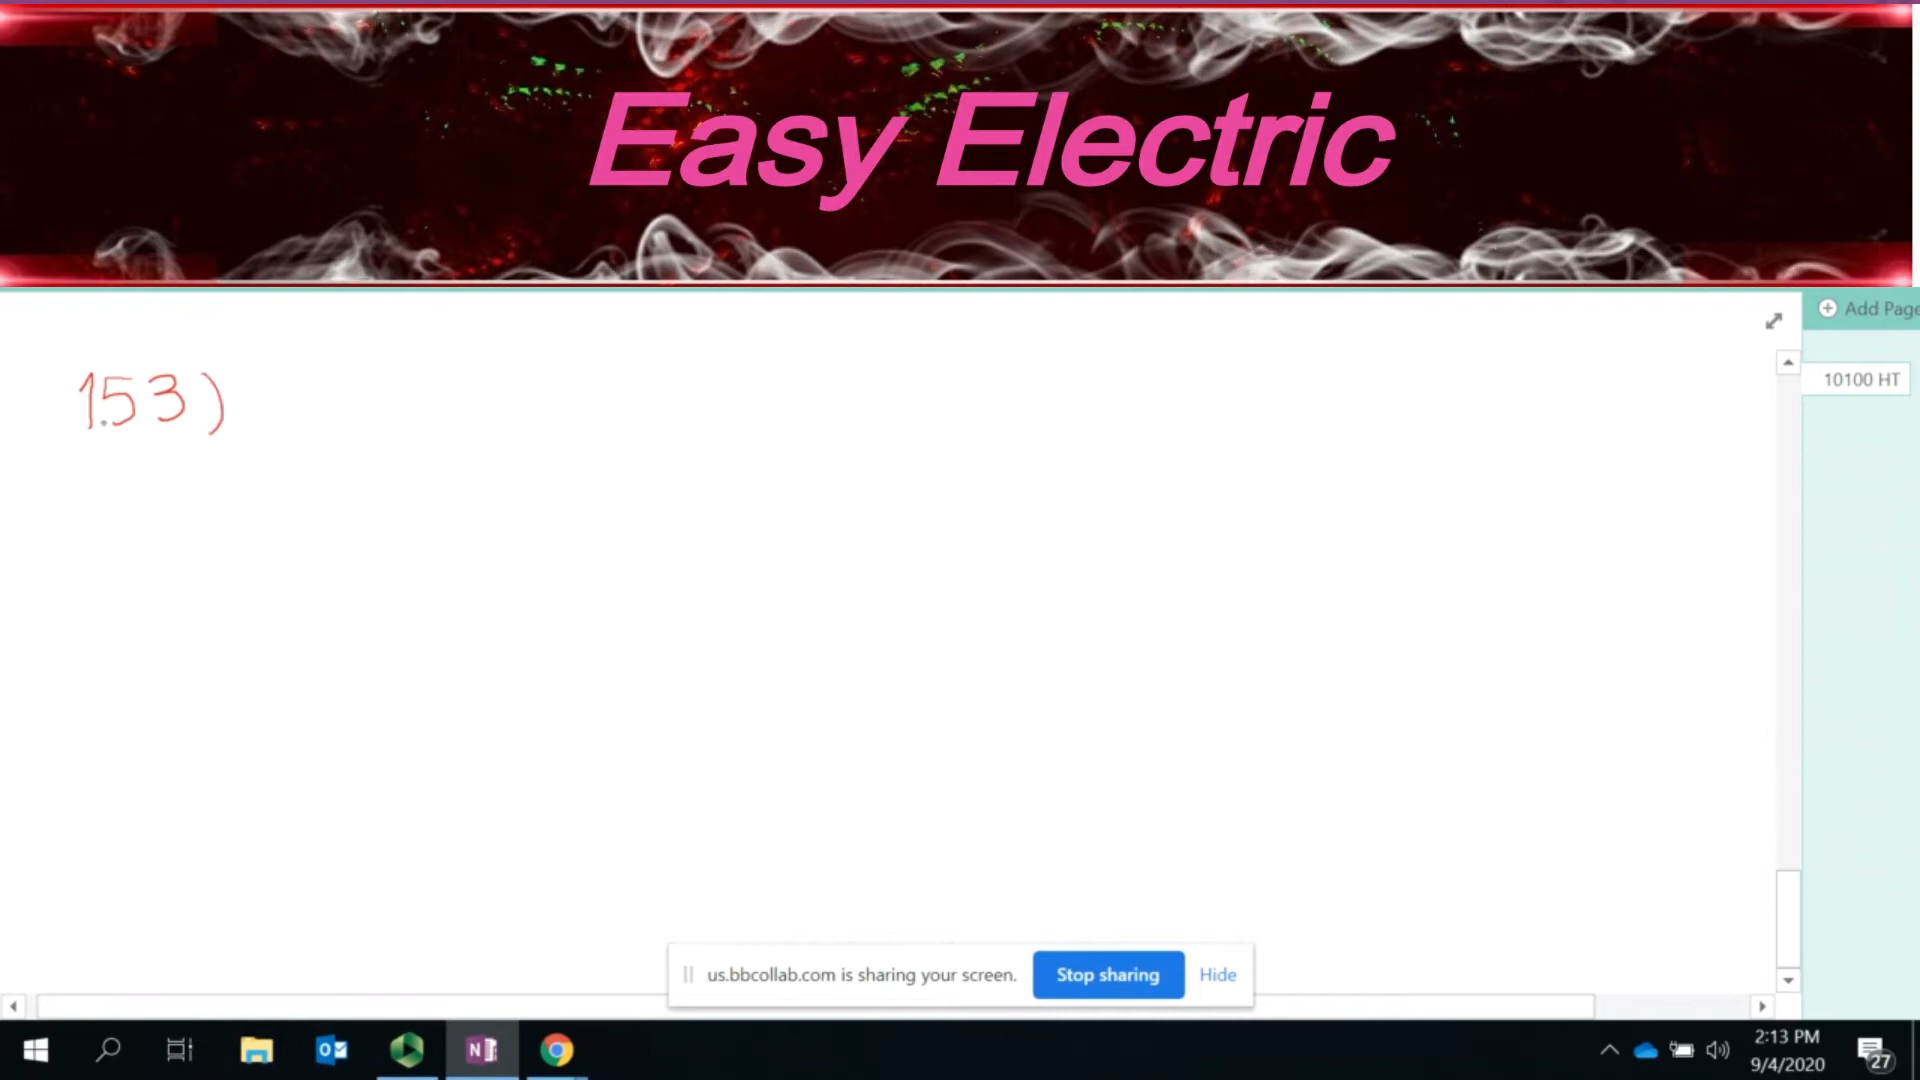 Easy Electric
Add Page
1.53)
10100 HT
us.bbcollab.com is sharing your screen. Stop sharing Hide
2:13 PM
9/4/2020
27